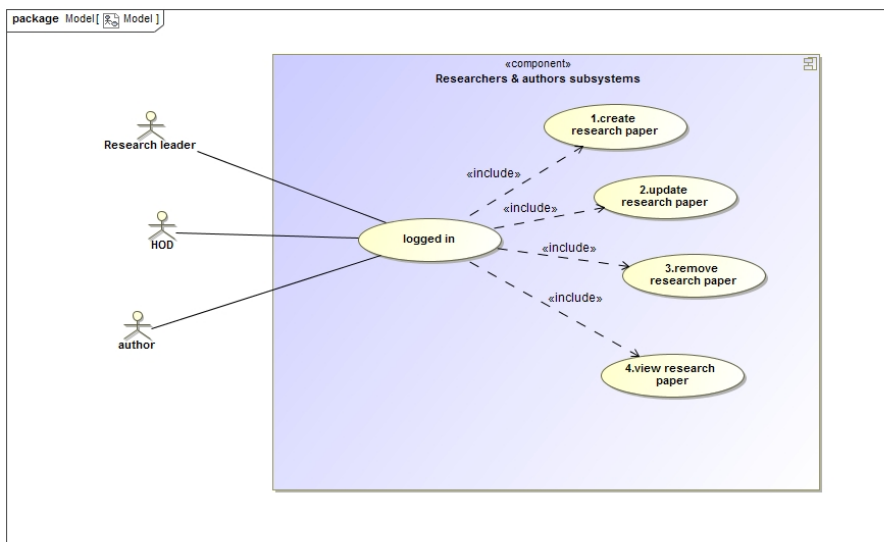 package Model [ Model ]
«component»
Researchers & authors subsystems
Research leader
HOD
author
logged in
«include»
1.create
research paper
«include»
2.update
research paper
«include»
3.remove
research paper
«include»
4.view research
paper